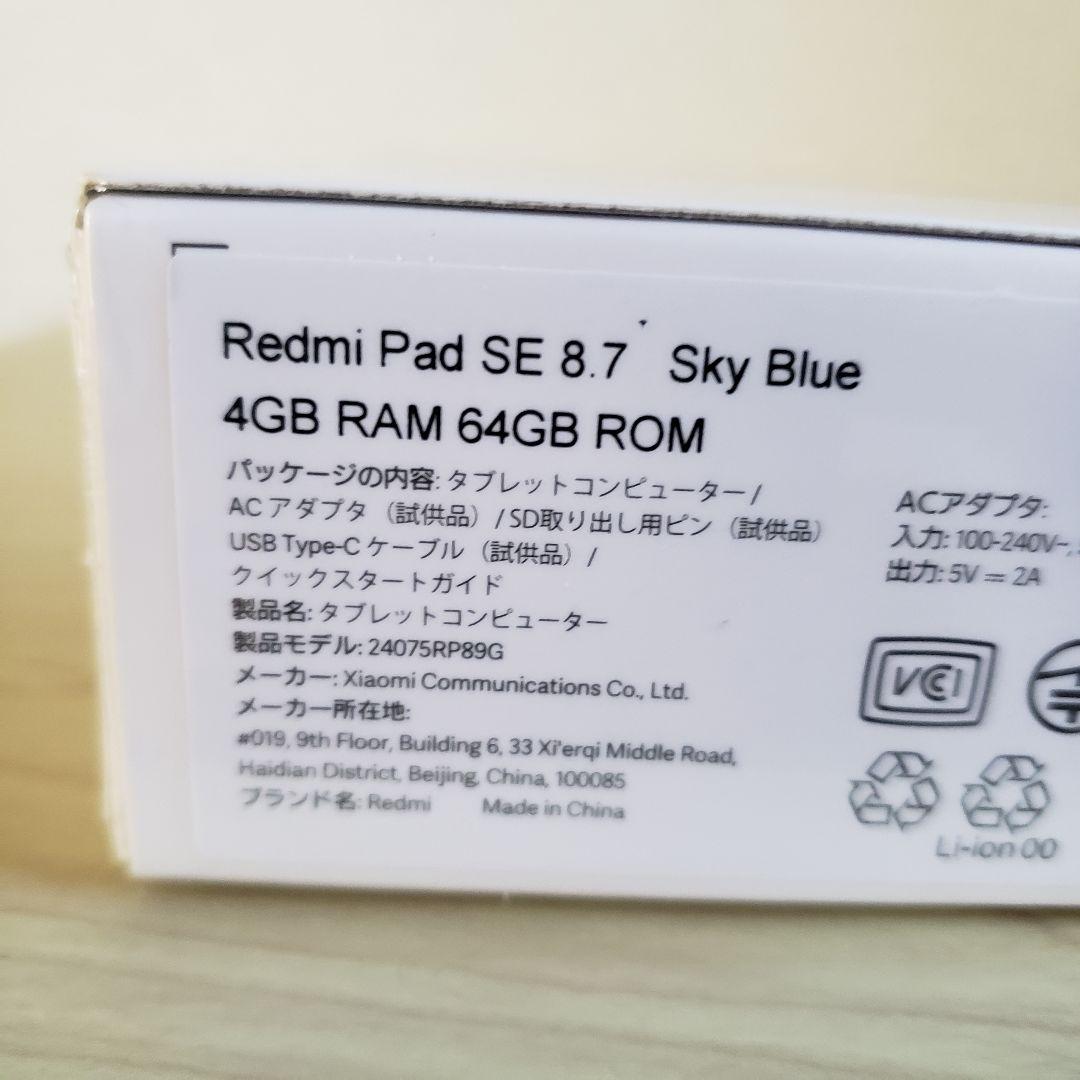 Redmi Pad SE 8.7 Sky Blue
4GB RAM 64GB ROM
パッケージの内容: タブレットコンピューター /
ACアダプタ（試供品）/ SD取り出し用ピン（試供品）
USB Type-C ケーブル（試供品）/
クイックスタートガイド
製品名: タブレットコンピューター
製品モデル: 24075RP89G
メーカー: Xiaomi Communications Co., Ltd.
メーカー所在地:
#019, 9th Floor, Building 6, 33 Xi'erqi Middle Road,
Haidian District, Beijing, China, 100085
ブランド名: Redmi Made in China
ACアダプタ:
入力: 100-240V~,
出力: 5V ⎓ 2A
VCCI
Li-ion 00